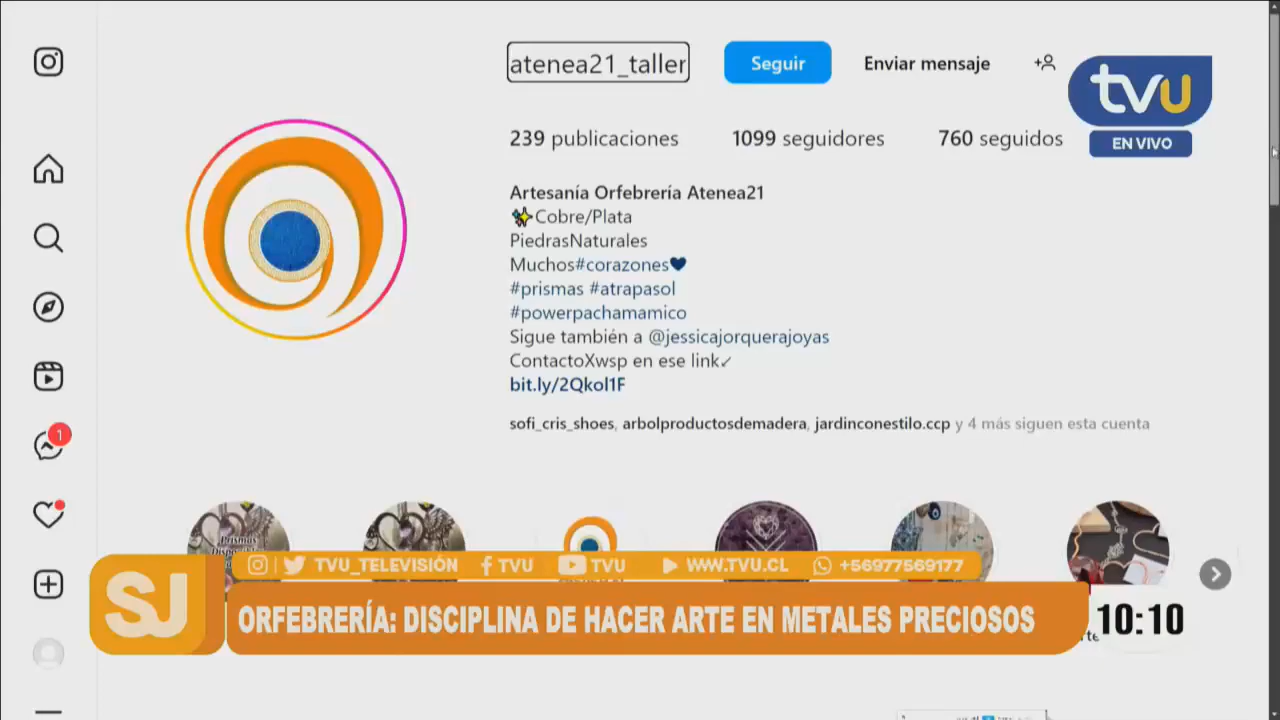 atenea21_taller
Seguir
Enviar mensaje
tvu
EN VIVO
239 publicaciones
1099 seguidores
760 seguidos
Artesanía Orfebrería Atenea21
✨Cobre/Plata
PiedrasNaturales
Muchos#corazones💙
#prismas #atrapasol
#powerpachamamico
Sigue también a @jessicajorquerajoyas
ContactoXwsp en ese link↙
bit.ly/2Qkol1F
sofi_cris_shoes, arbolproductosdemadera, jardinconestilo.ccp y 4 más siguen esta cuenta
1
Prismas
TVU_TELEVISIÓN
TVU
TVU
WWW.TVU.CL
+56977569177
SJ
ORFEBRERÍA: DISCIPLINA DE HACER ARTE EN METALES PRECIOSOS
10:10